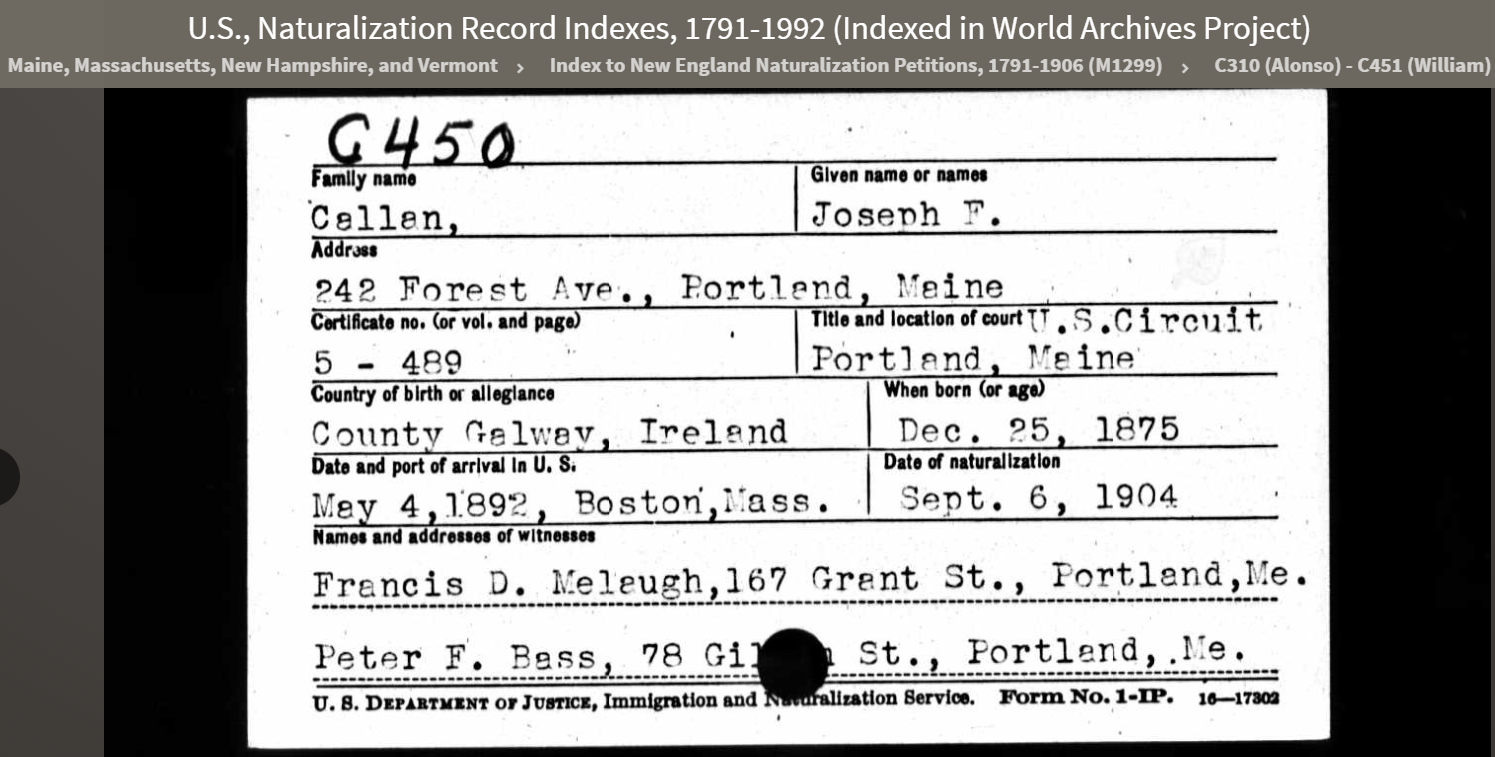 U.S., Naturalization Record Indexes, 1791-1992 (Indexed in World Archives Project)
Maine, Massachusetts, New Hampshire, and Vermont › Index to New England Naturalization Petitions, 1791-1906 (M1299) › C310 (Alonso) - C451 (William)
C450
Family name Given name or names
Callan, Joseph F.
Address
242 Forest Ave., Portland, Maine
Certificate no. (or vol. and page) Title and location of court U.S.Circuit
5 - 489 Portland, Maine
Country of birth or allegiance When born (or age)
County Galway, Ireland Dec. 25, 1875
Date and port of arrival in U. S. Date of naturalization
May 4,1892, Boston,Mass. Sept. 6, 1904
Names and addresses of witnesses
Francis D. Melaugh,167 Grant St., Portland,Me.
Peter F. Bass, 78 St., Portland, Me.
U. S. DEPARTMENT OF JUSTICE, Immigration and Naturalization Service. Form No. 1-IP. 16—17302